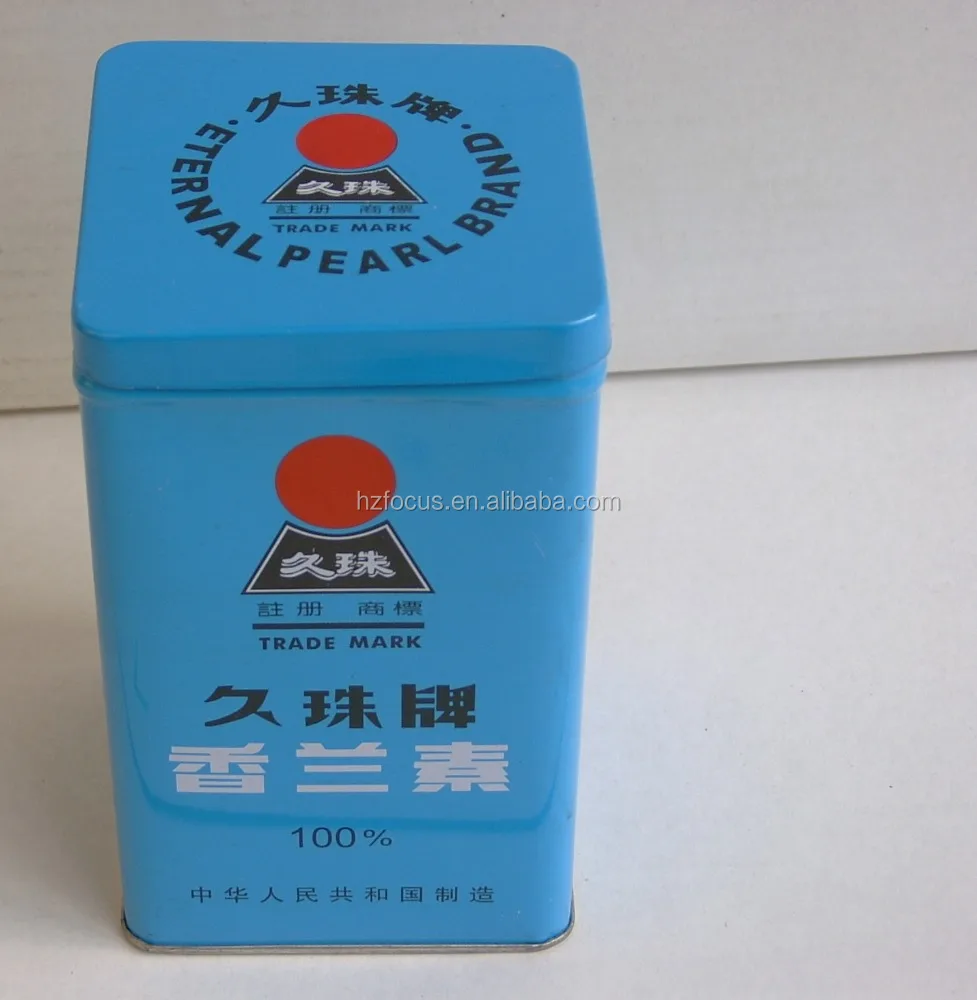 ·久珠牌·
久珠
註册 商標
TRADE MARK
ETERNAL PEARL BRAND
hzfocus.en.alibaba.com
久珠
註册 商標
TRADE MARK
久珠牌
香兰素
100%
中华人民共和国制造